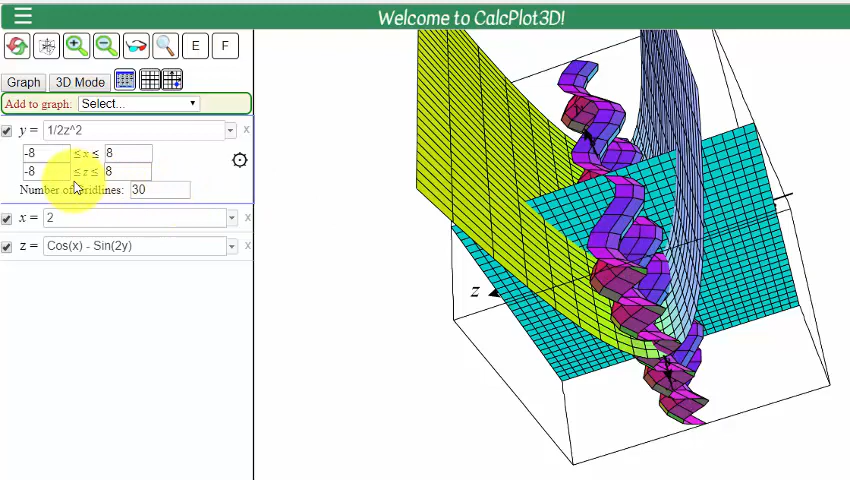 Welcome to CalcPlot3D!
E F
Graph 3D Mode
Add to graph: Select...
y = 1/2z^2 x
-8 ≤ x ≤ 8
-8 ≤ z ≤ 8
Number of gridlines: 30
x = 2 x
z = Cos(x) - Sin(2y) x
z